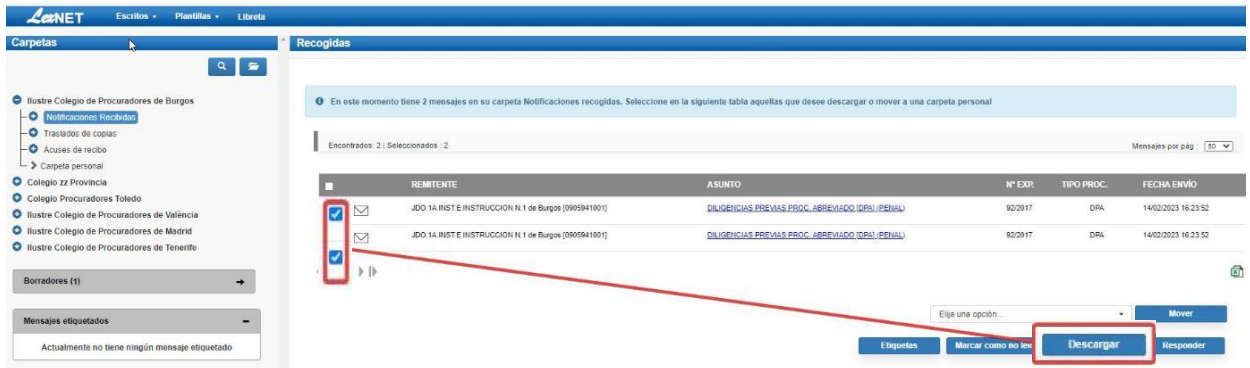 LexNET Escritos Plantillas Libreta
Carpetas
Recogidas
Ilustre Colegio de Procuradores de Burgos
Notificaciones Recibidas
Traslados de copias
Acuses de recibo
Carpeta personal
Colegio zz Provincia
Colegio Procuradores Toledo
Ilustre Colegio de Procuradores de València
Ilustre Colegio de Procuradores de Madrid
Ilustre Colegio de Procuradores de Tenerife
Borradores (1)
Mensajes etiquetados
Actualmente no tiene ningún mensaje etiquetado
En este momento tiene 2 mensajes en su carpeta Notificaciones recogidas. Seleccione en la siguiente tabla aquellas que desee descargar o mover a una carpeta personal
Encontrados: 2 | Seleccionados : 2 Mensajes por pág : 50
REMITENTE ASUNTO Nº EXP. TIPO PROC. FECHA ENVÍO
JDO.1A.INST.E INSTRUCCION N.1 de Burgos [0905941001] DILIGENCIAS PREVIAS PROC. ABREVIADO [DPA] (PENAL) 92/2017 DPA 14/02/2023 16:23:52
JDO.1A.INST.E INSTRUCCION N.1 de Burgos [0905941001] DILIGENCIAS PREVIAS PROC. ABREVIADO [DPA] (PENAL) 92/2017 DPA 14/02/2023 16:23:52
Elija una opción... Mover
Etiquetas Marcar como no leí Descargar Responder